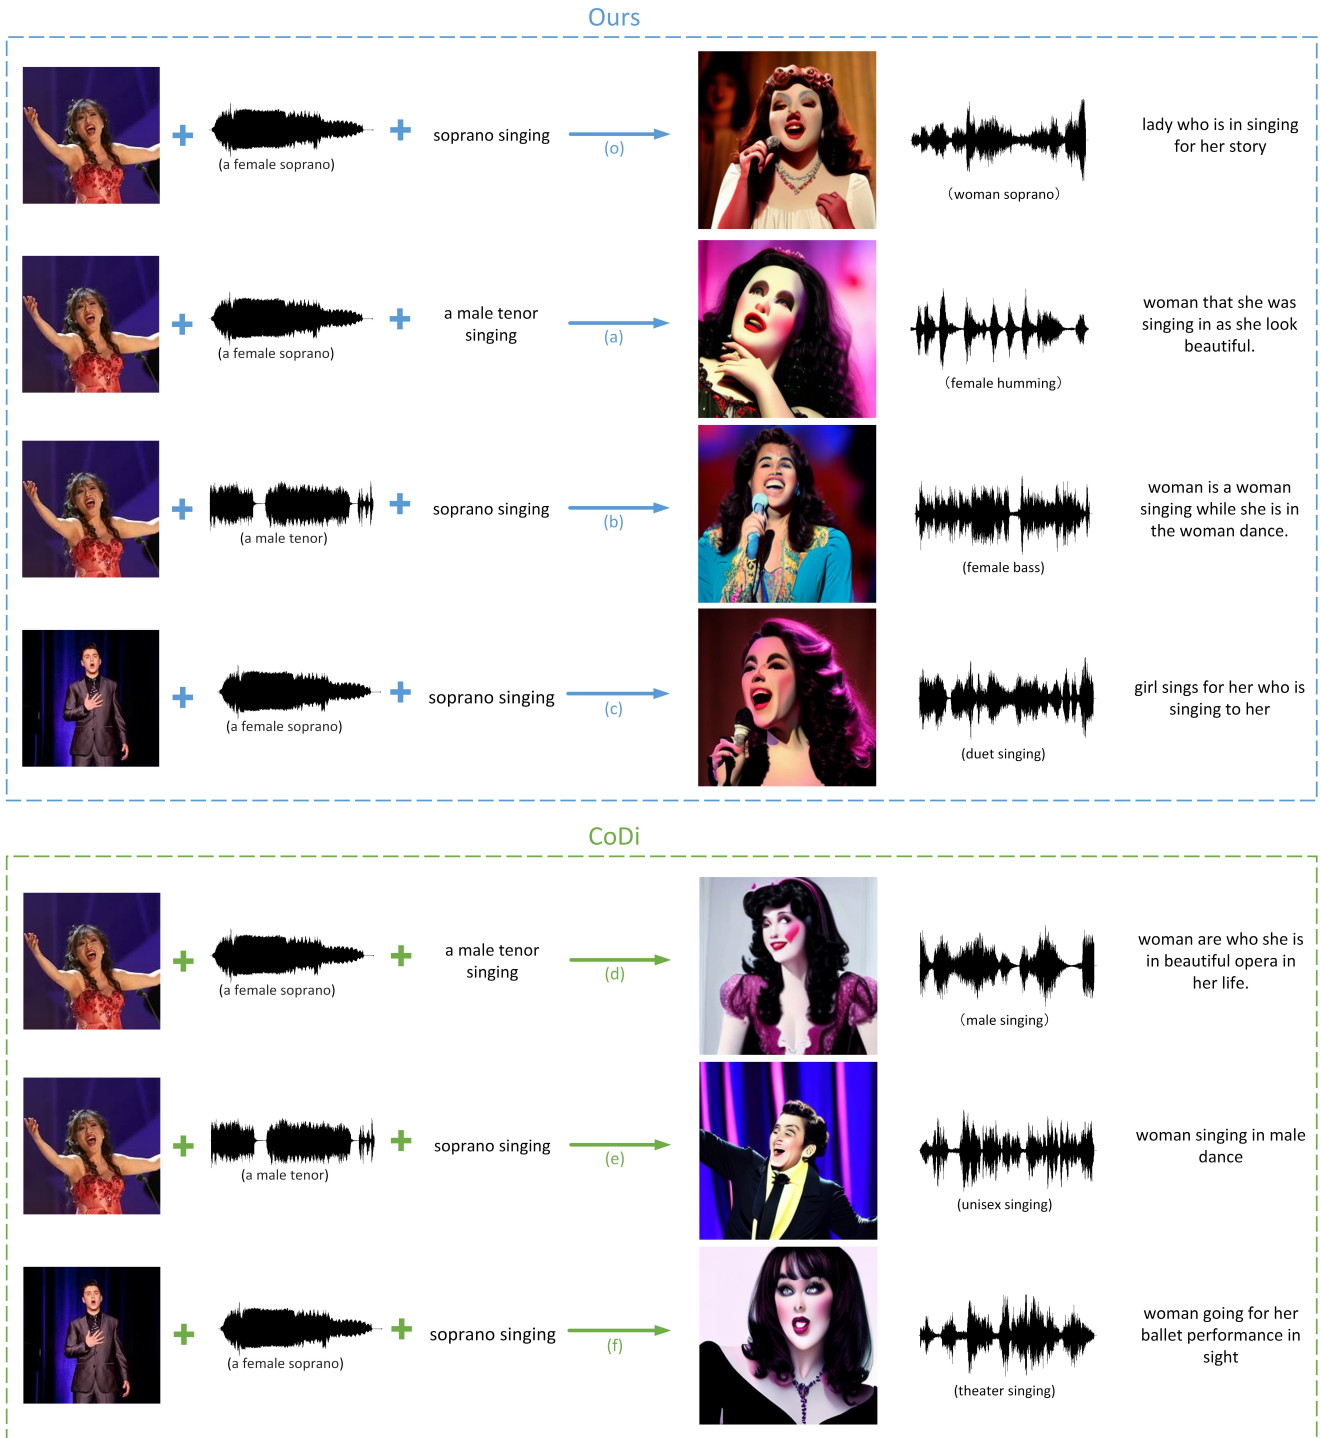 Ours
(a female soprano)
soprano singing
(o)
(woman soprano)
lady who is in singing
for her story
(a female soprano)
a male tenor
singing
(a)
(female humming)
woman that she was
singing in as she look
beautiful.
(a male tenor)
soprano singing
(b)
(female bass)
woman is a woman
singing while she is in
the woman dance.
(a female soprano)
soprano singing
(c)
(duet singing)
girl sings for her who is
singing to her
CoDi
(a female soprano)
a male tenor
singing
(d)
(male singing)
woman are who she is
in beautiful opera in
her life.
(a male tenor)
soprano singing
(e)
(unisex singing)
woman singing in male
dance
(a female soprano)
soprano singing
(f)
(theater singing)
woman going for her
ballet performance in
sight